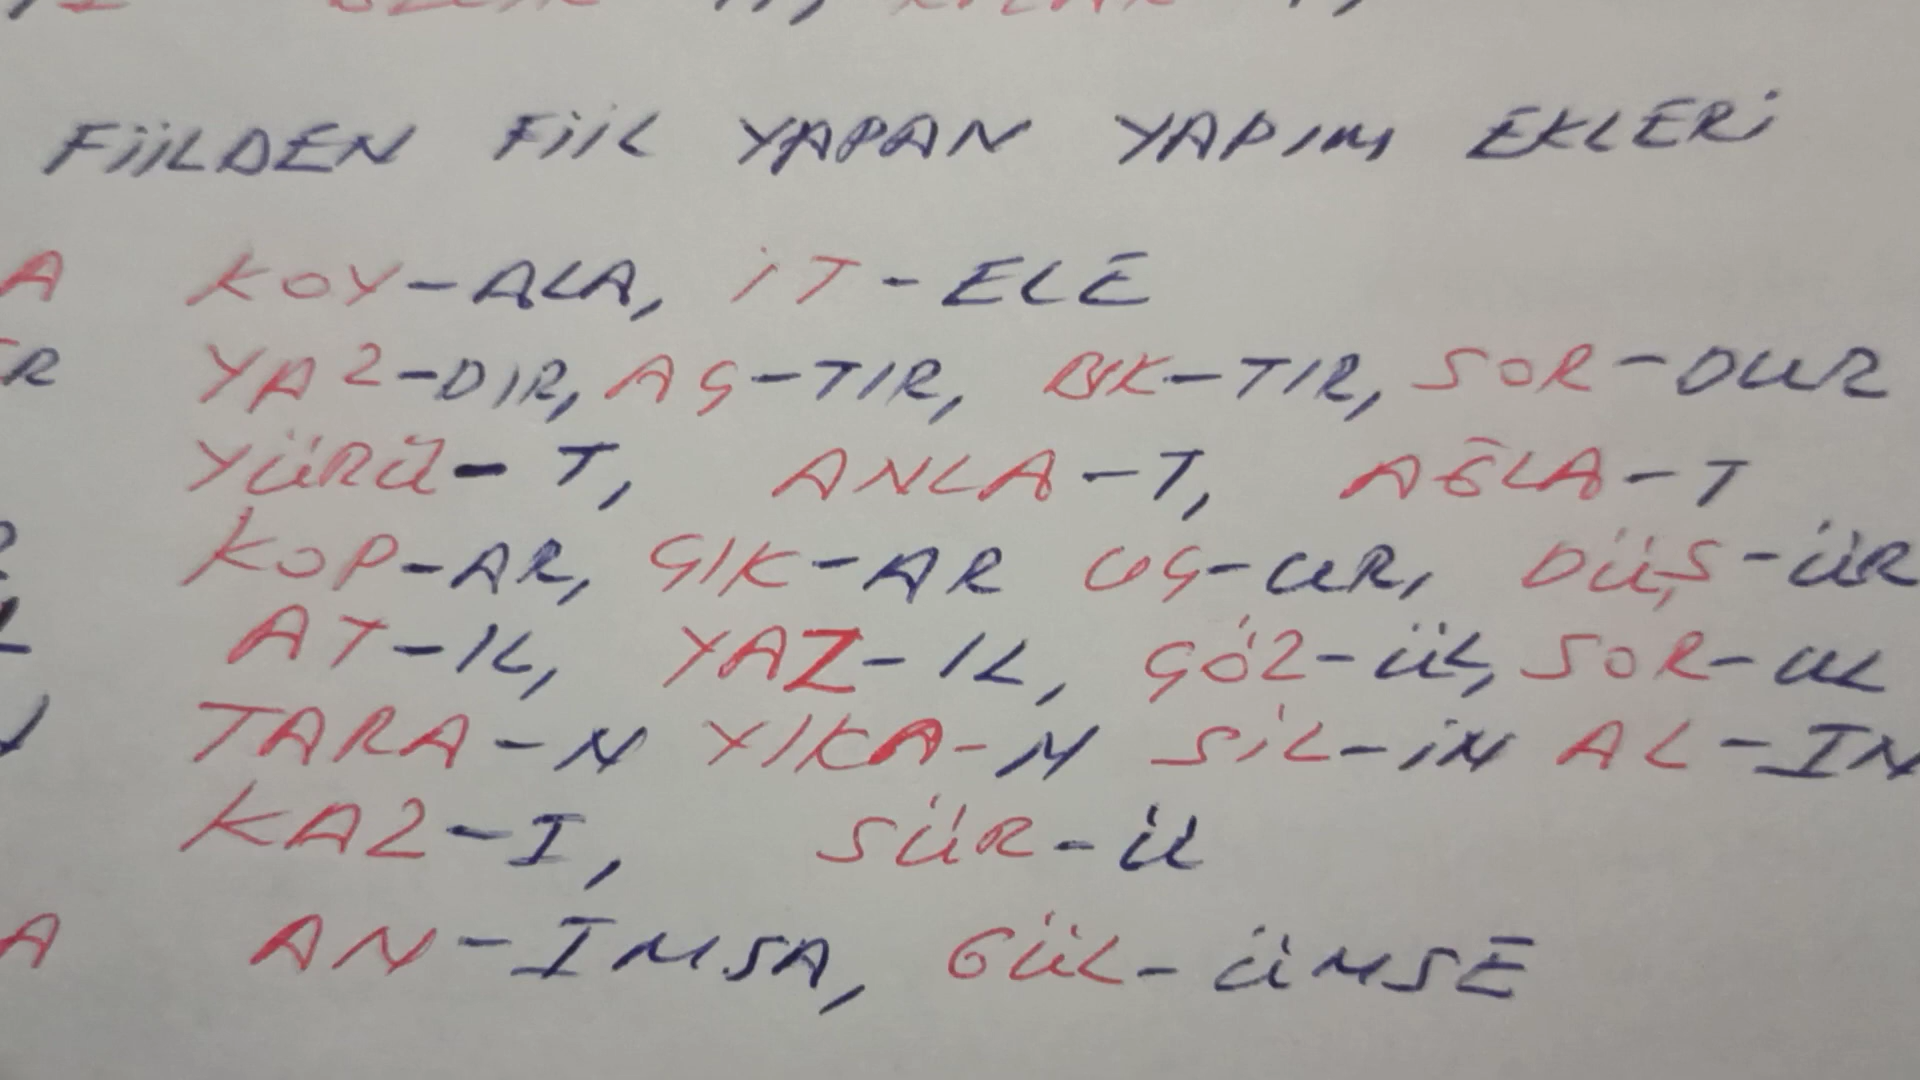 FİİLDEN FİİL YAPAN YAPIM EKLERİ
A KOY-ALA, İT-ELE
R YAZ-DIR, AÇ-TIR, BIK-TIR, SOR-DUR
YÜRÜ-T, ANLA-T, AĞLA-T
KOP-AR, ÇIK-AR UÇ-UR, DÜŞ-ÜR
AT-IL, YAZ-IL, ÇÖZ-ÜL, SOR-UL
TARA-N YIKA-N SİL-İN AL-IN
KAZ-I, SÜR-Ü
A AN-IMSA, GÜL-ÜMSE